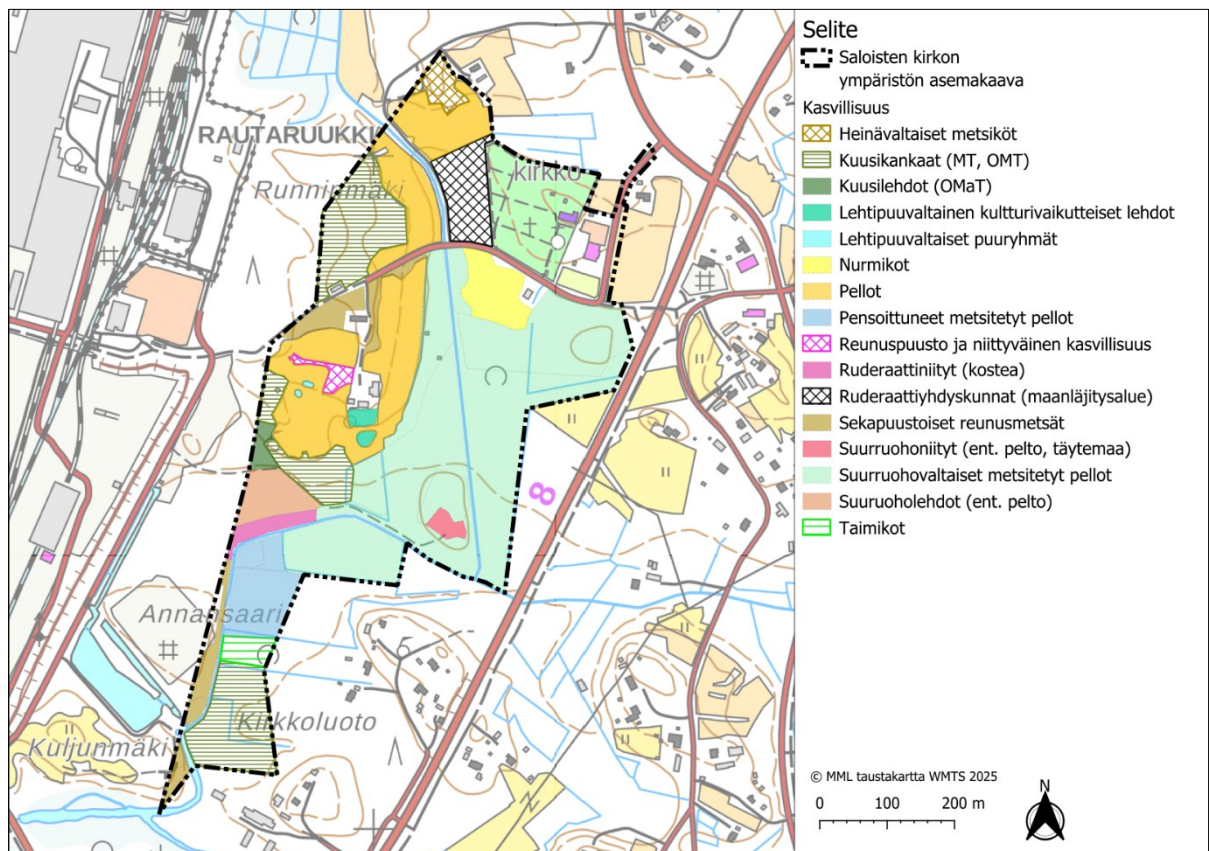 RAUTARUUKKI
Runninmäki
kirkko
8
Annansaari
Kirkkoluoto
Kuljunmäki
Selite
Saloisten kirkon
ympäristön asemakaava
Kasvillisuus
Heinävaltaiset metsiköt
Kuusikankaat (MT, OMT)
Kuusilehdot (OMaT)
Lehtipuuvaltainen kultturivaikutteiset lehdot
Lehtipuuvaltaiset puuryhmät
Nurmikot
Pellot
Pensoittuneet metsitetyt pellot
Reunuspuusto ja niittyväinen kasvillisuus
Ruderaattiniityt (kostea)
Ruderaattiyhdyskunnat (maanläjitysalue)
Sekapuustoiset reunusmetsät
Suurruohoniityt (ent. pelto, täytemaa)
Suurruohovaltaiset metsitetyt pellot
Suuruoholehdot (ent. pelto)
Taimikot
© MML taustakartta WMTS 2025
0 100 200 m
N